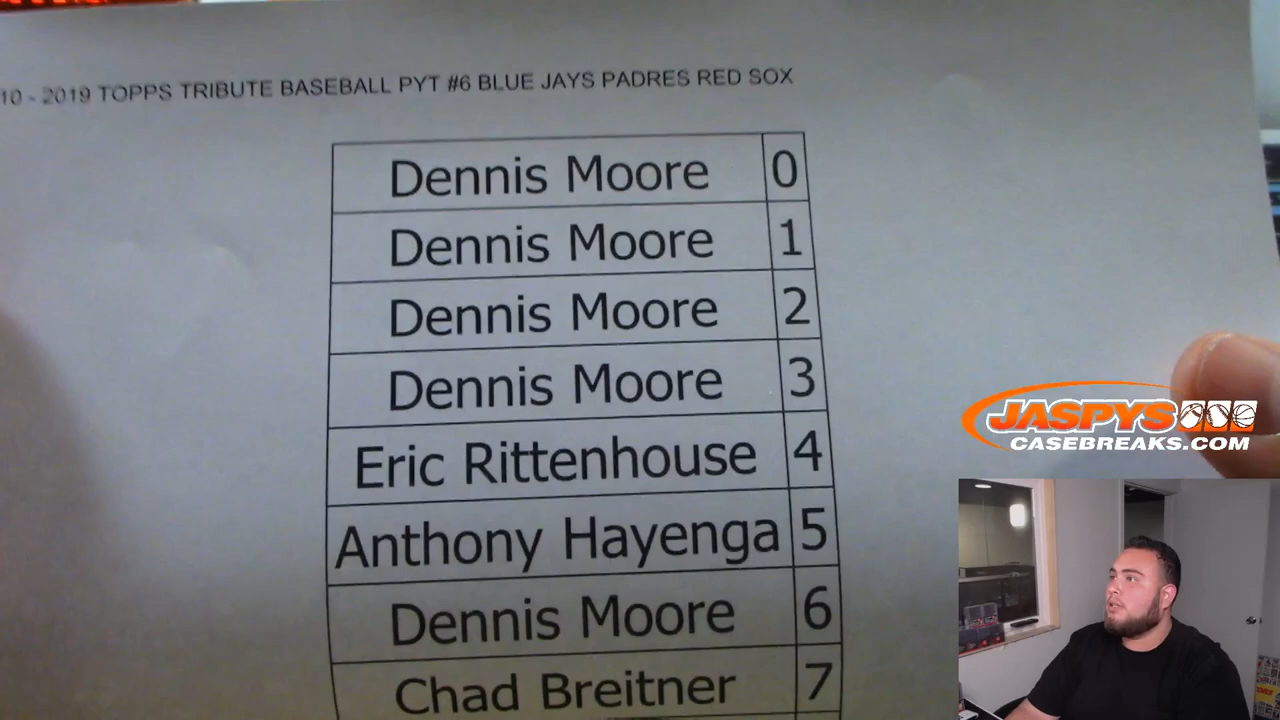 10 - 2019 TOPPS TRIBUTE BASEBALL PYT #6 BLUE JAYS PADRES RED SOX
Dennis Moore 0
Dennis Moore 1
Dennis Moore 2
Dennis Moore 3
Eric Rittenhouse 4
Anthony Hayenga 5
Dennis Moore 6
Chad Breitner 7
JASPYS
CASEBREAKS.COM